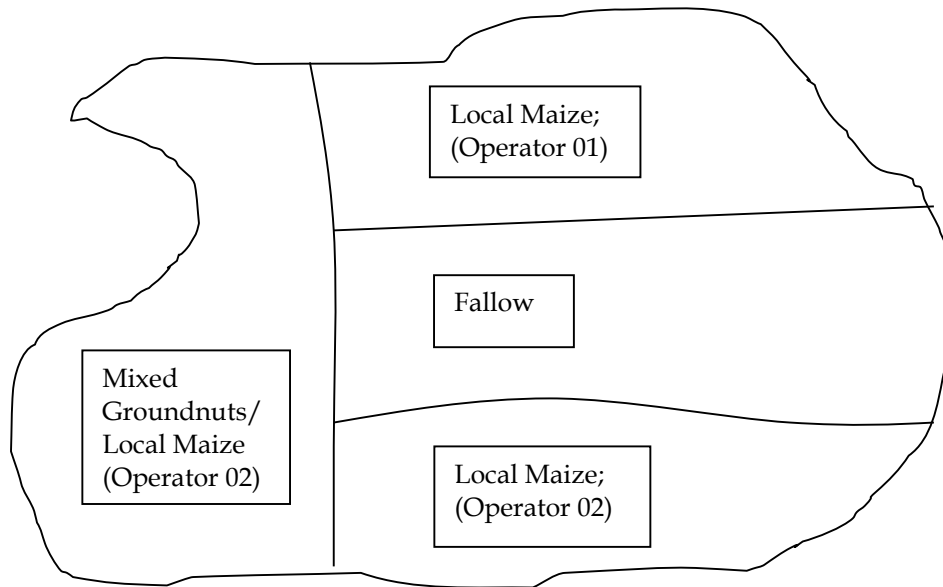 Local Maize;
(Operator 01)
Fallow
Mixed
Groundnuts/
Local Maize
(Operator 02)
Local Maize;
(Operator 02)